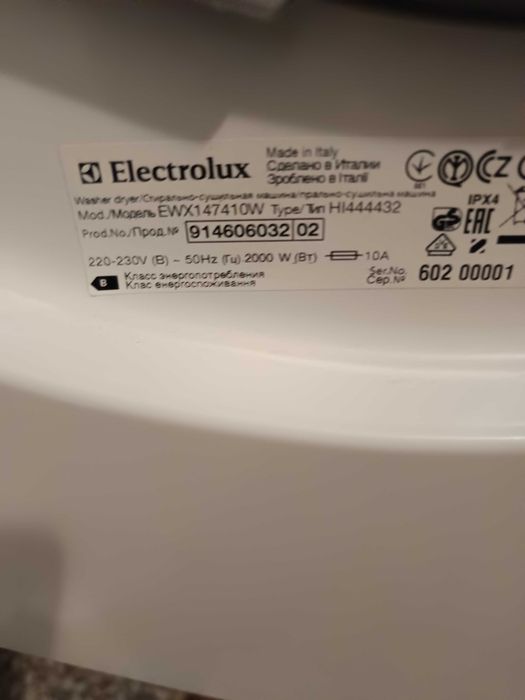 Electrolux
Made in Italy
Сделано в Италии
Зроблено в Італії
Washer dryer/Стирально-сушильная машина/прально-сушильна машина
Mod./Модель EWX147410W Type/Тип HI444432
Prod.No./Прод.№ 914606032 02
220-230V (В) ~ 50Hz (Гц) 2000 W (Вт) 10A
B
Класс энергопотребления
Клас енергоспоживання
Ser.No.
Сер.№ 602 00001
IPX4
GS EAC